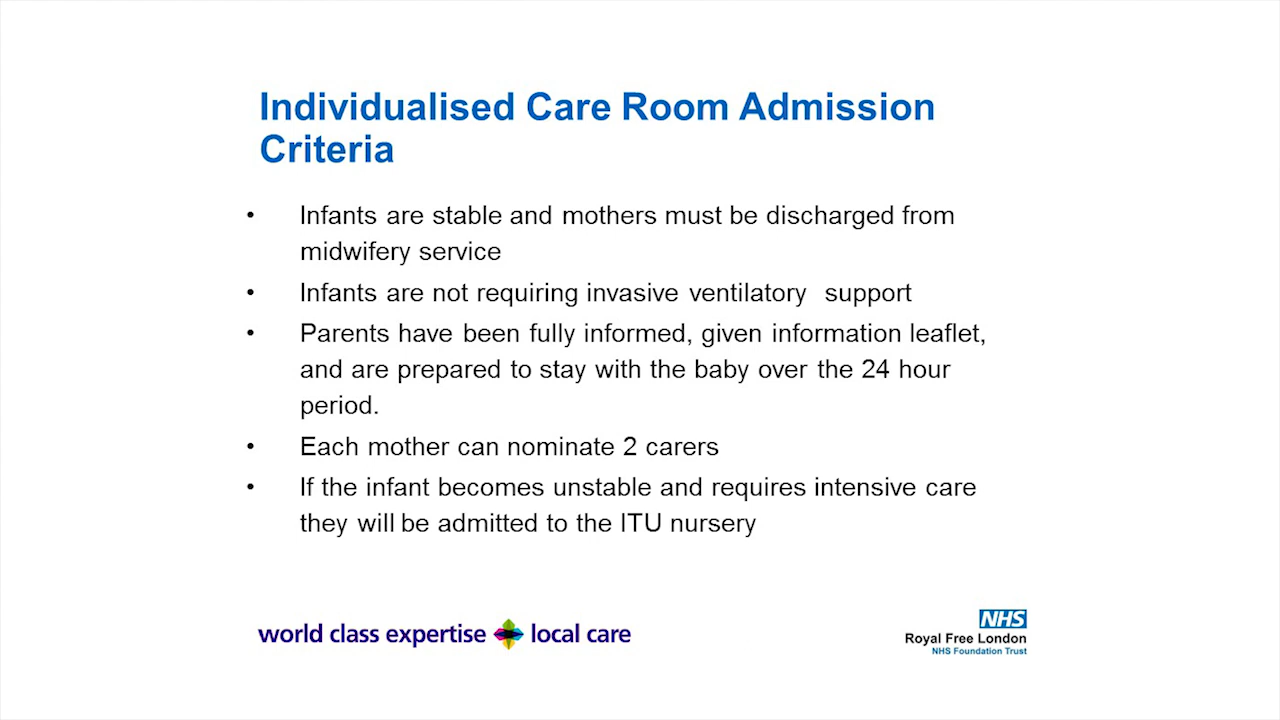 Individualised Care Room Admission
Criteria
• Infants are stable and mothers must be discharged from
midwifery service
• Infants are not requiring invasive ventilatory support
• Parents have been fully informed, given information leaflet,
and are prepared to stay with the baby over the 24 hour
period.
• Each mother can nominate 2 carers
• If the infant becomes unstable and requires intensive care
they will be admitted to the ITU nursery
world class expertise local care
NHS
Royal Free London
NHS Foundation Trust